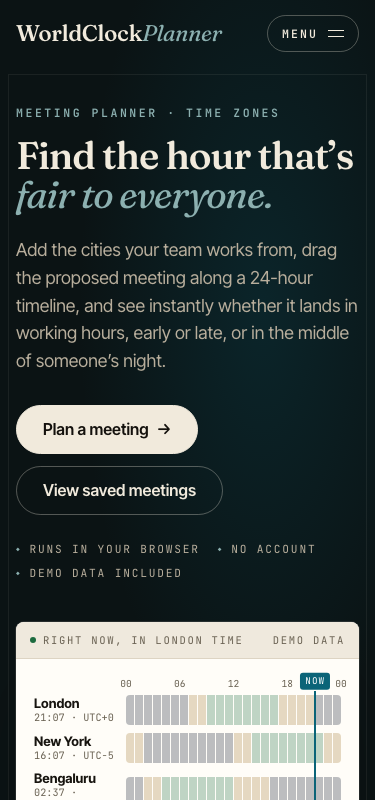 WorldClockPlanner
MENU
MEETING PLANNER · TIME ZONES
Find the hour that’s
fair to everyone.
Add the cities your team works from, drag
the proposed meeting along a 24-hour
timeline, and see instantly whether it lands in
working hours, early or late, or in the middle
of someone’s night.
Plan a meeting →
View saved meetings
RUNS IN YOUR BROWSER
NO ACCOUNT
DEMO DATA INCLUDED
RIGHT NOW, IN LONDON TIME
DEMO DATA
00 06 12 18 NOW 00
London
21:07 · UTC+0
New York
16:07 · UTC-5
Bengaluru
02:37 ·